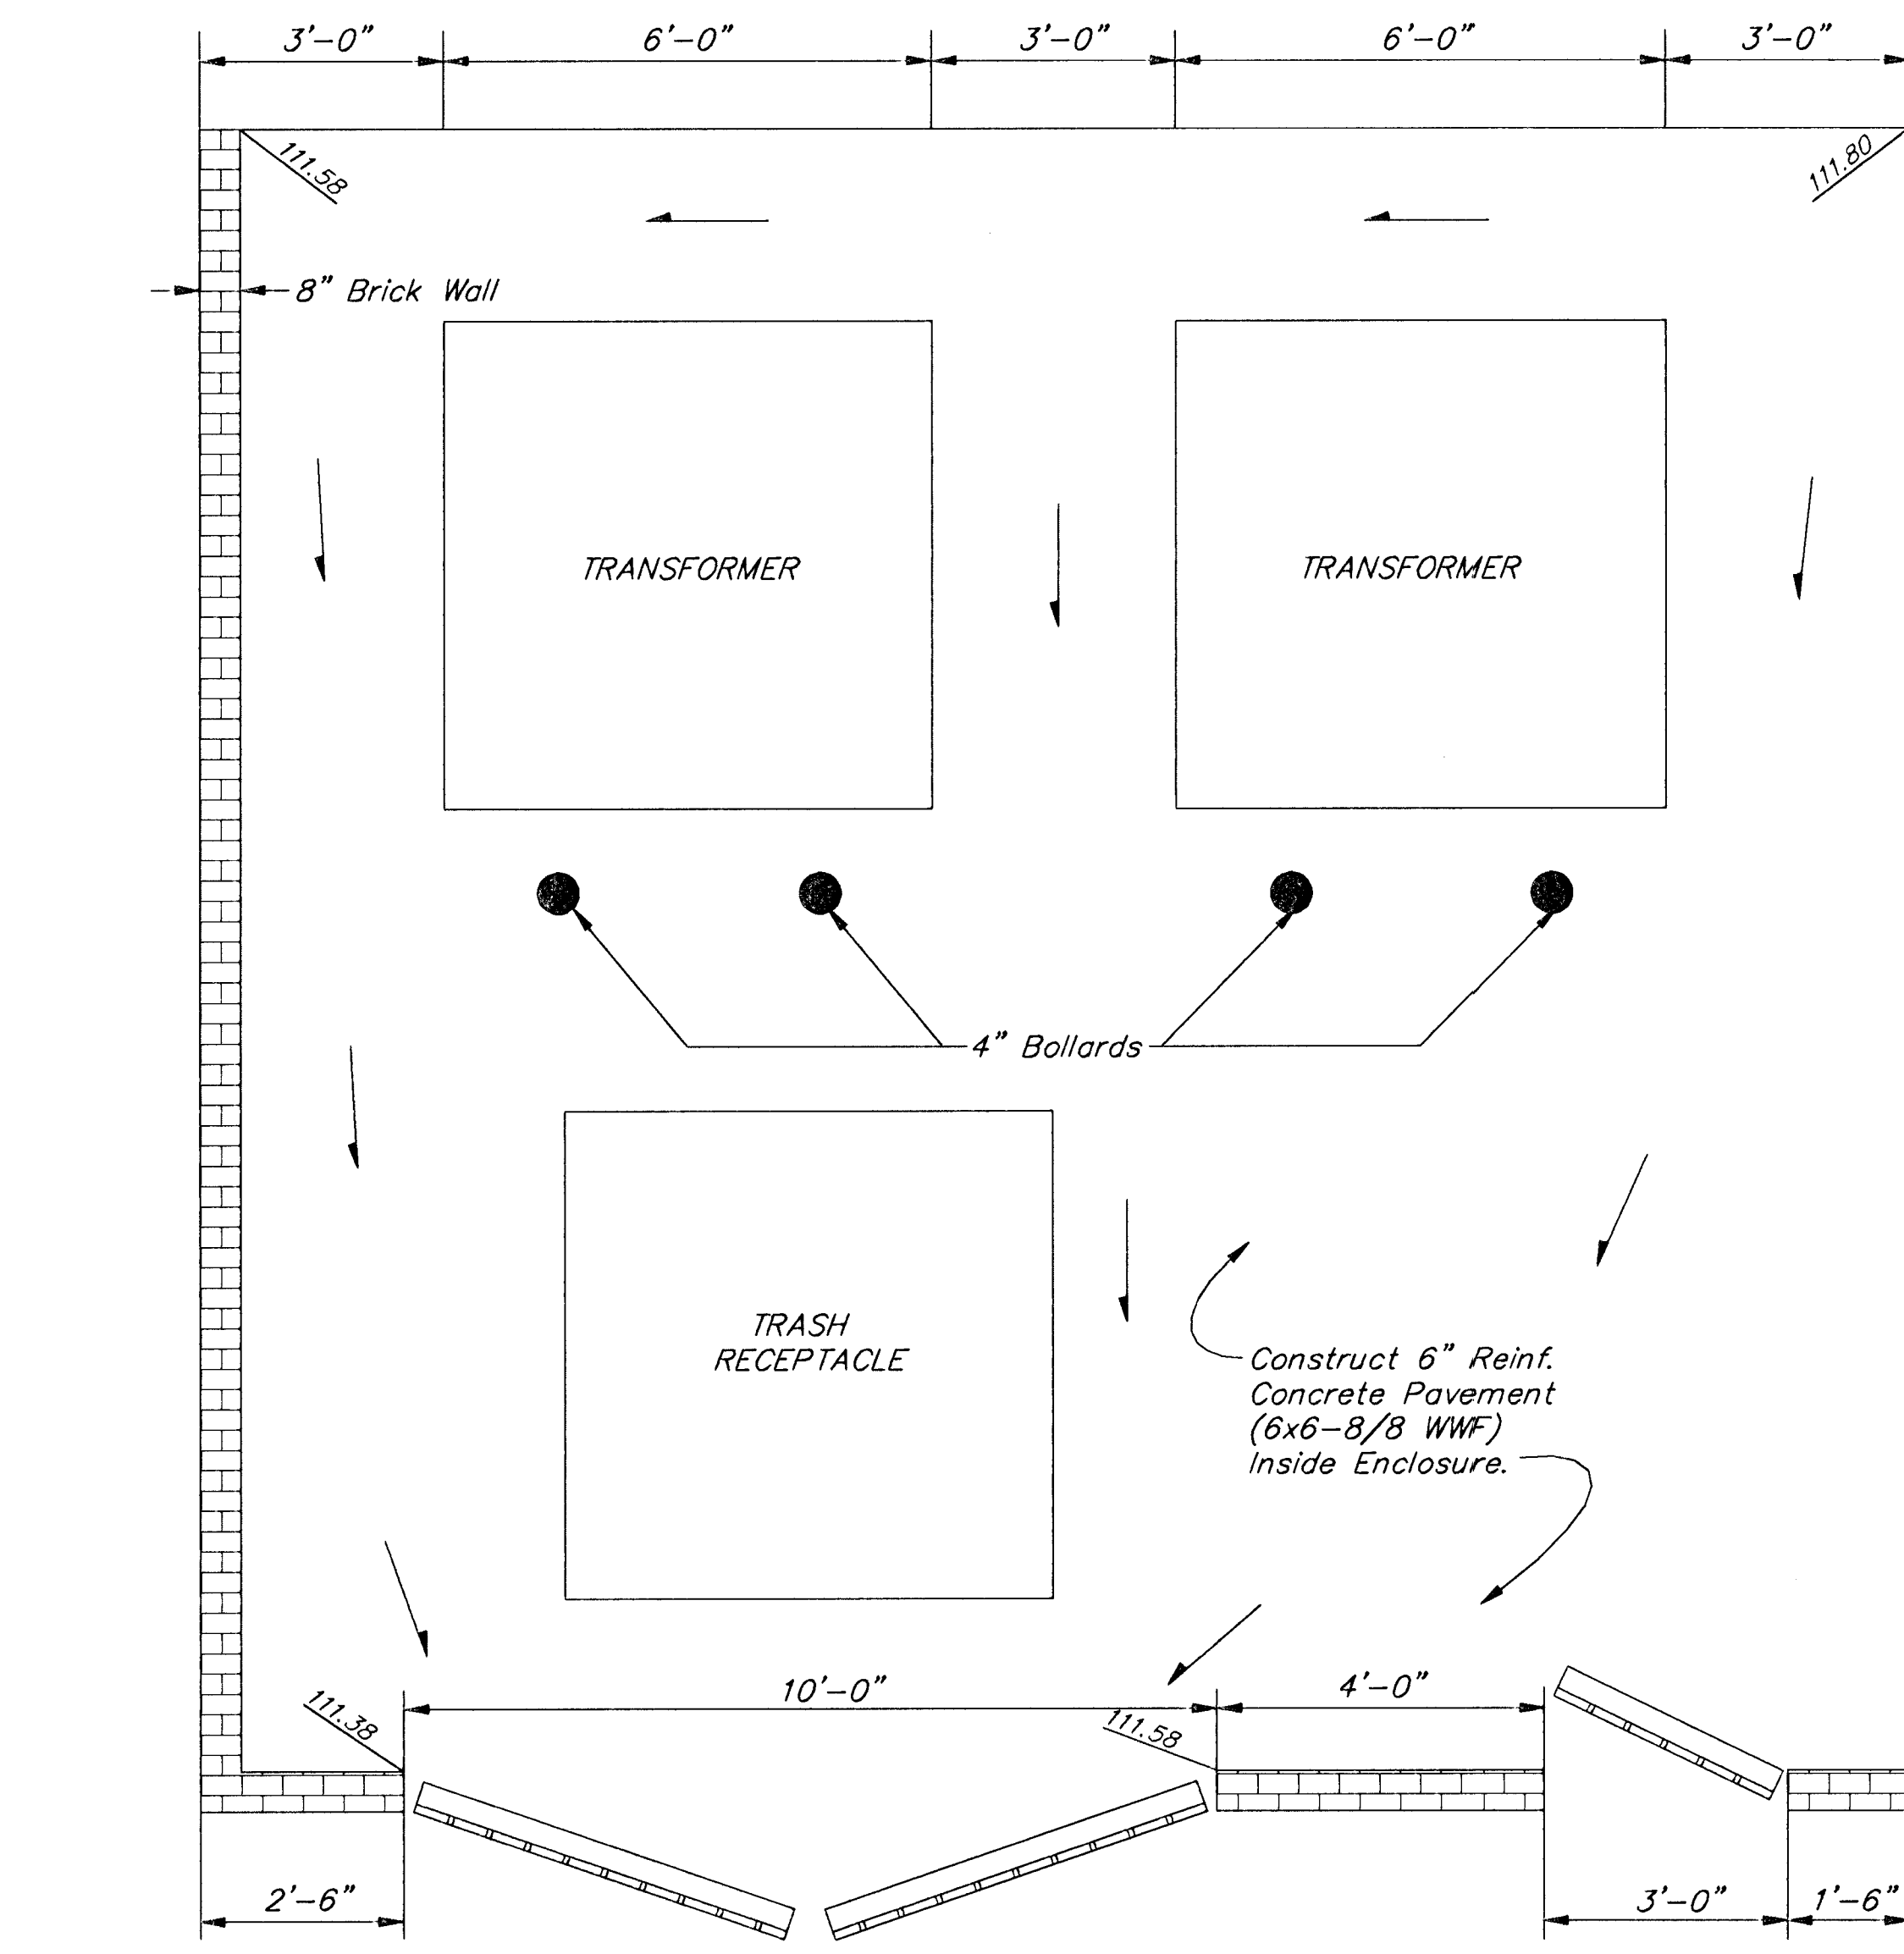 3'-0" 6'-0" 3'-0" 6'-0" 3'-0"
111.58
111.80
8" Brick Wall
TRANSFORMER
TRANSFORMER
4" Bollards
TRASH
RECEPTACLE
Construct 6" Reinf.
Concrete Pavement
(6x6-8/8 WWF)
Inside Enclosure.
10'-0"
4'-0"
111.38
111.58
2'-6"
3'-0"
1'-6"